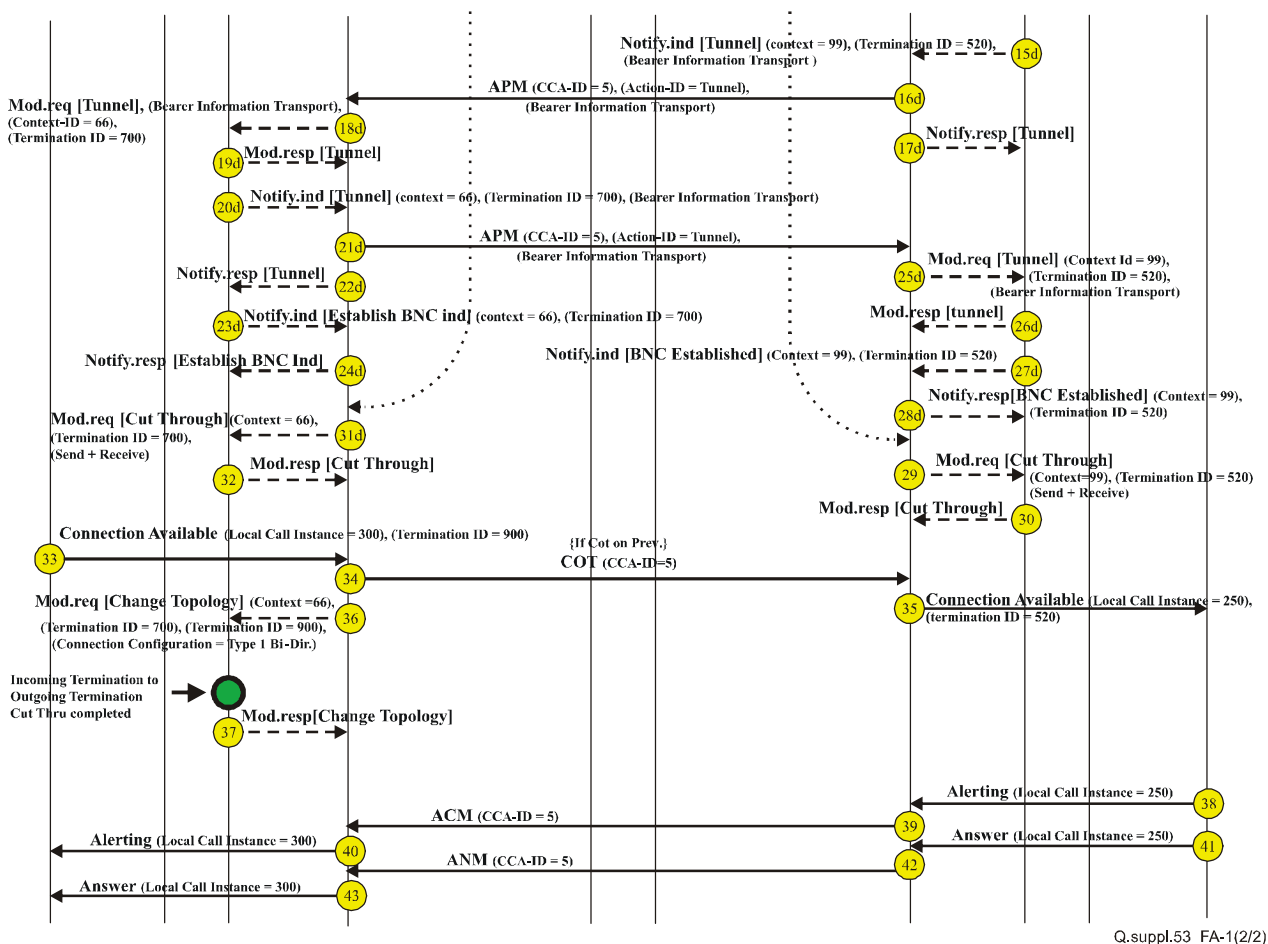 Notify.ind [Tunnel] (context = 99), (Termination ID = 520),
(Bearer Information Transport )
15d
APM (CCA-ID = 5), (Action-ID = Tunnel),
(Bearer Information Transport)
16d
Mod.req [Tunnel], (Bearer Information Transport),
(Context-ID = 66),
(Termination ID = 700)
18d
17d
Notify.resp [Tunnel]
19d
Mod.resp [Tunnel]
20d
Notify.ind [Tunnel] (context = 66), (Termination ID = 700), (Bearer Information Transport)
21d
APM (CCA-ID = 5), (Action-ID = Tunnel),
(Bearer Information Transport)
25d
Mod.req [Tunnel] (Context Id = 99),
(Termination ID = 520),
(Bearer Information Transport)
Notify.resp [Tunnel]
22d
23d
Notify.ind [Establish BNC ind] (context = 66), (Termination ID = 700)
Mod.resp [tunnel]
26d
Notify.resp [Establish BNC Ind]
24d
Notify.ind [BNC Established] (Context = 99), (Termination ID = 520)
27d
28d
Notify.resp[BNC Established] (Context = 99),
(Termination ID = 520)
Mod.req [Cut Through](Context = 66),
(Termination ID = 700),
(Send + Receive)
31d
32
Mod.resp [Cut Through]
29
Mod.req [Cut Through]
(Context=99), (Termination ID = 520)
(Send + Receive)
Mod.resp [Cut Through]
30
33
Connection Available (Local Call Instance = 300), (Termination ID = 900)
34
{If Cot on Prev.}
COT (CCA-ID=5)
35
Connection Available (Local Call Instance = 250),
(termination ID = 520)
Mod.req [Change Topology] (Context =66),
(Termination ID = 700), (Termination ID = 900),
(Connection Configuration = Type 1 Bi-Dir.)
36
Incoming Termination to
Outgoing Termination
Cut Thru completed
37
Mod.resp[Change Topology]
Alerting (Local Call Instance = 250)
38
ACM (CCA-ID = 5)
39
Alerting (Local Call Instance = 300)
40
Answer (Local Call Instance = 250)
41
ANM (CCA-ID = 5)
42
Answer (Local Call Instance = 300)
43
Q.suppl.53 FA-1(2/2)